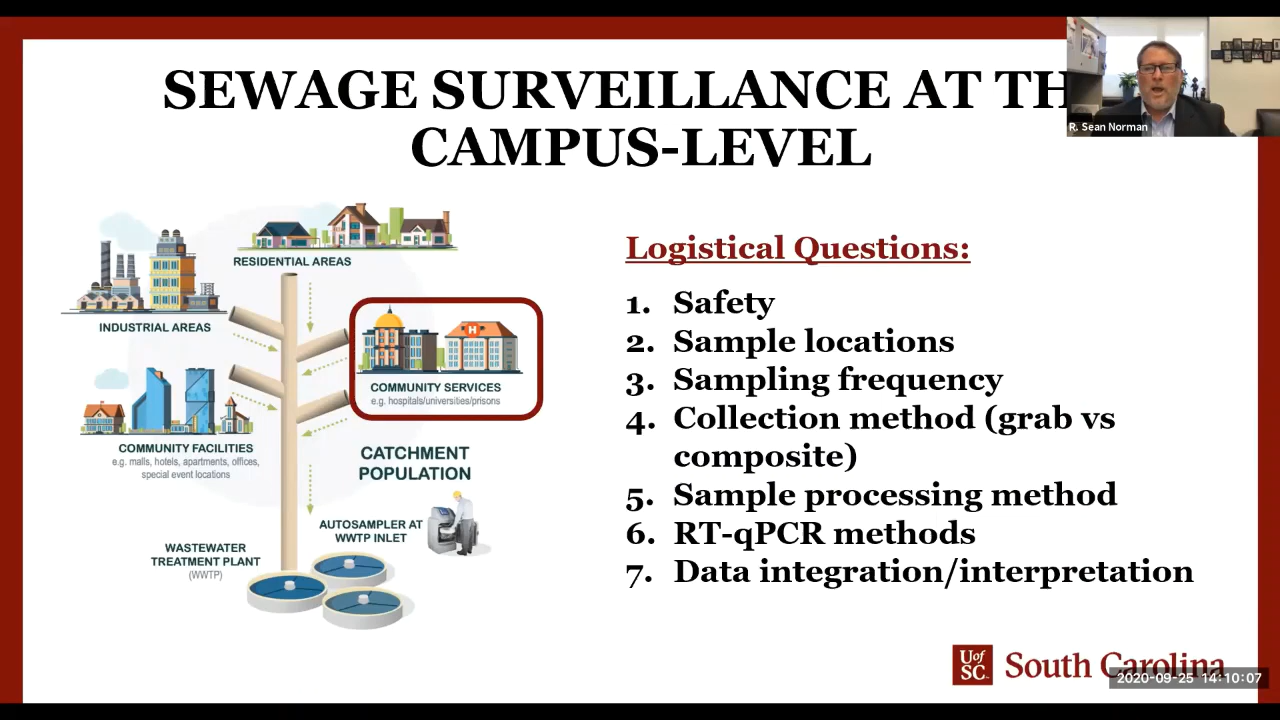 SEWAGE SURVEILLANCE AT TH
CAMPUS-LEVEL
R. Sean Norman
RESIDENTIAL AREAS
INDUSTRIAL AREAS
COMMUNITY SERVICES
e.g. hospitals/universities/prisons
COMMUNITY FACILITIES
e.g. malls, hotels, apartments, offices,
special event locations
CATCHMENT
POPULATION
AUTOSAMPLER AT
WWTP INLET
WASTEWATER
TREATMENT PLANT
(WWTP)
H
Logistical Questions:
1. Safety
2. Sample locations
3. Sampling frequency
4. Collection method (grab vs
composite)
5. Sample processing method
6. RT-qPCR methods
7. Data integration/interpretation
U of
SC
South Carolina
2020-09-25 14:10:07